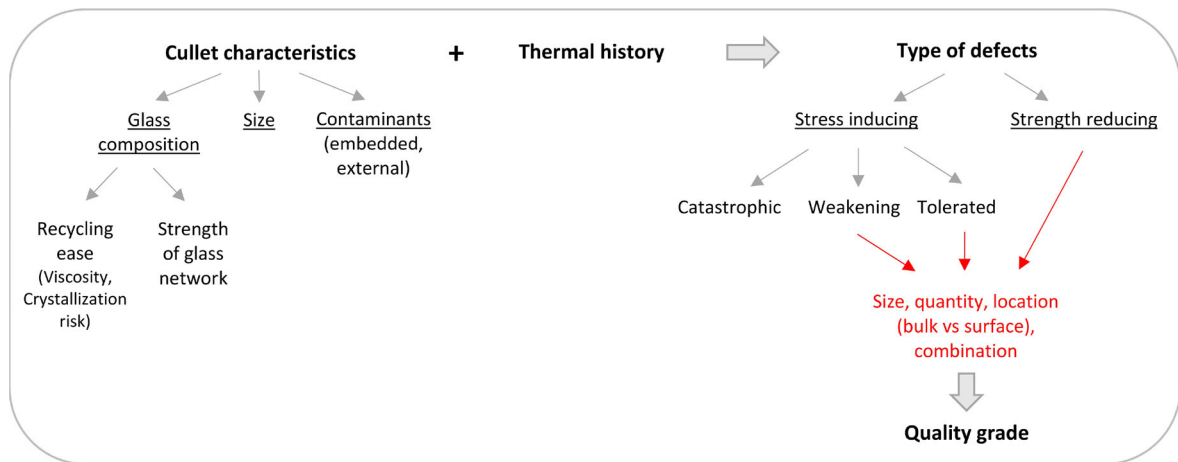 Cullet characteristics + Thermal history Type of defects
Glass
composition
Size
Contaminants
(embedded,
external)
Stress inducing
Strength reducing
Recycling
ease
(Viscosity,
Crystallization
risk)
Strength
of glass
network
Catastrophic
Weakening
Tolerated
Size, quantity, location
(bulk vs surface),
combination
Quality grade